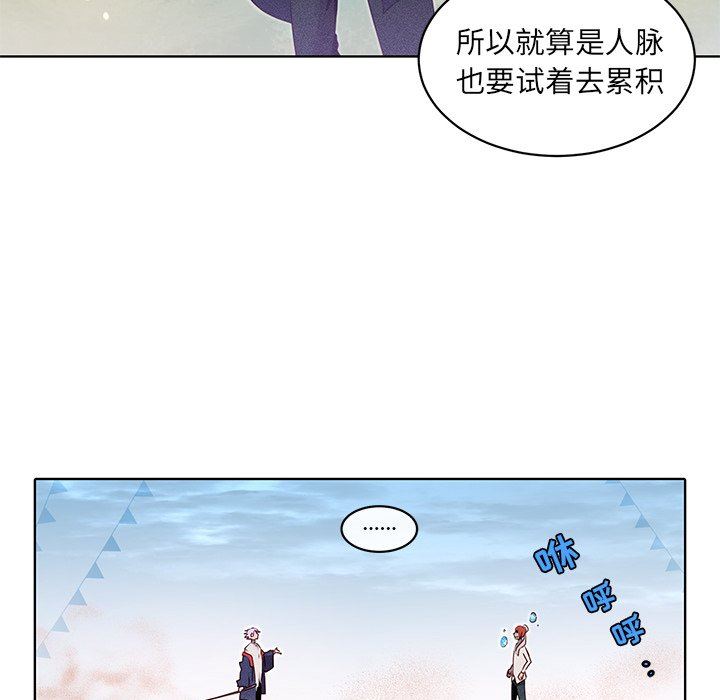 所以就算是人脉
也要试着去累积
......
咻
呼
呼…